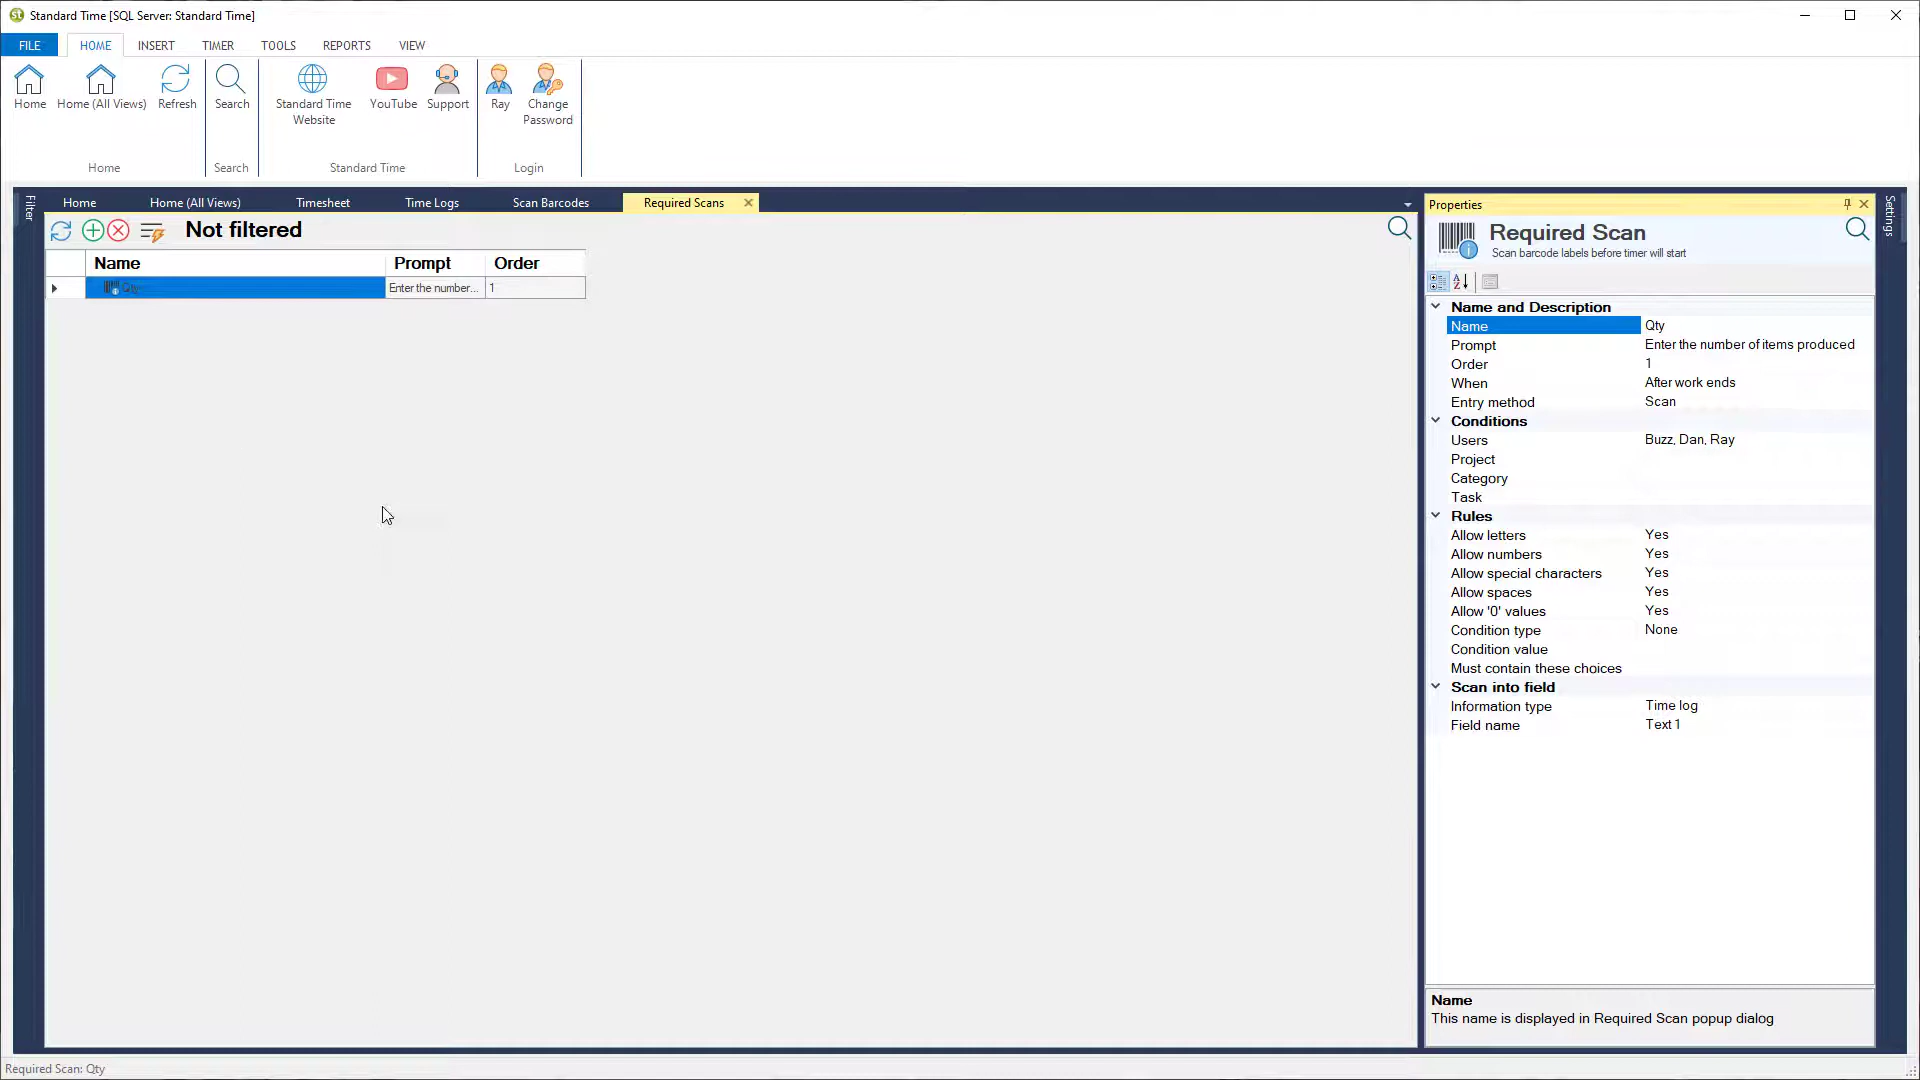 Standard Time [SQL Server: Standard Time]
FILE HOME INSERT TIMER TOOLS REPORTS VIEW
Home Home (All Views) Refresh Search Standard Time Website YouTube Support Ray Change Password
Home Search Standard Time Login
Filter
Home Home (All Views) Timesheet Time Logs Scan Barcodes Required Scans
Not filtered
Name Prompt Order
Qty Enter the number... 1
Properties
Required Scan
Scan barcode labels before timer will start
Settings
Name and Description
Name Qty
Prompt Enter the number of items produced
Order 1
When After work ends
Entry method Scan
Conditions
Users Buzz, Dan, Ray
Project
Category
Task
Rules
Allow letters Yes
Allow numbers Yes
Allow special characters Yes
Allow spaces Yes
Allow '0' values Yes
Condition type None
Condition value
Must contain these choices
Scan into field
Information type Time log
Field name Text 1
Name
This name is displayed in Required Scan popup dialog
Required Scan: Qty